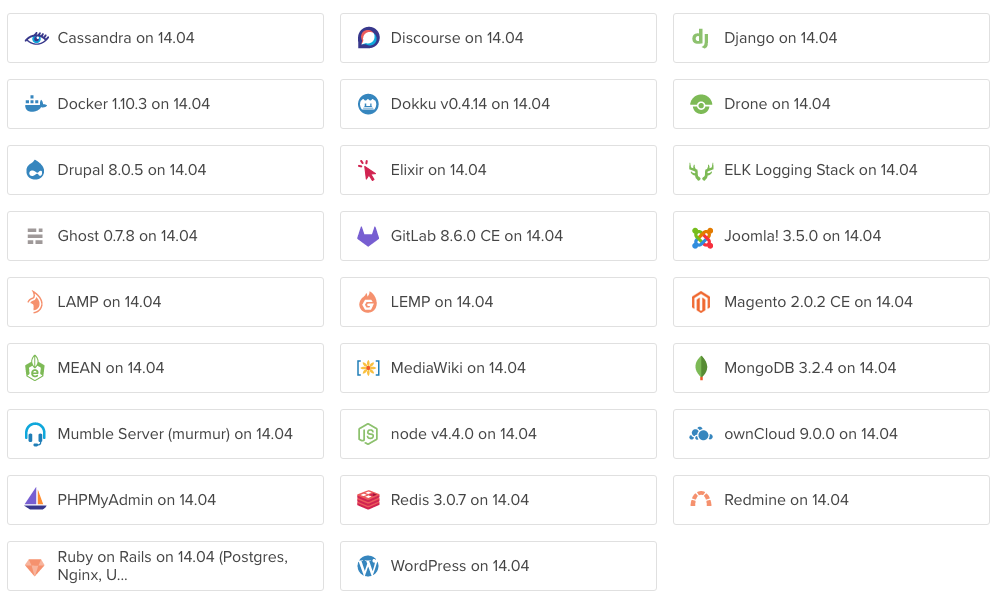 Cassandra on 14.04
Discourse on 14.04
Django on 14.04
Docker 1.10.3 on 14.04
Dokku v0.4.14 on 14.04
Drone on 14.04
Drupal 8.0.5 on 14.04
Elixir on 14.04
ELK Logging Stack on 14.04
Ghost 0.7.8 on 14.04
GitLab 8.6.0 CE on 14.04
Joomla! 3.5.0 on 14.04
LAMP on 14.04
LEMP on 14.04
Magento 2.0.2 CE on 14.04
MEAN on 14.04
MediaWiki on 14.04
MongoDB 3.2.4 on 14.04
Mumble Server (murmur) on 14.04
node v4.4.0 on 14.04
ownCloud 9.0.0 on 14.04
PHPMyAdmin on 14.04
Redis 3.0.7 on 14.04
Redmine on 14.04
Ruby on Rails on 14.04 (Postgres,
Nginx, U...
WordPress on 14.04